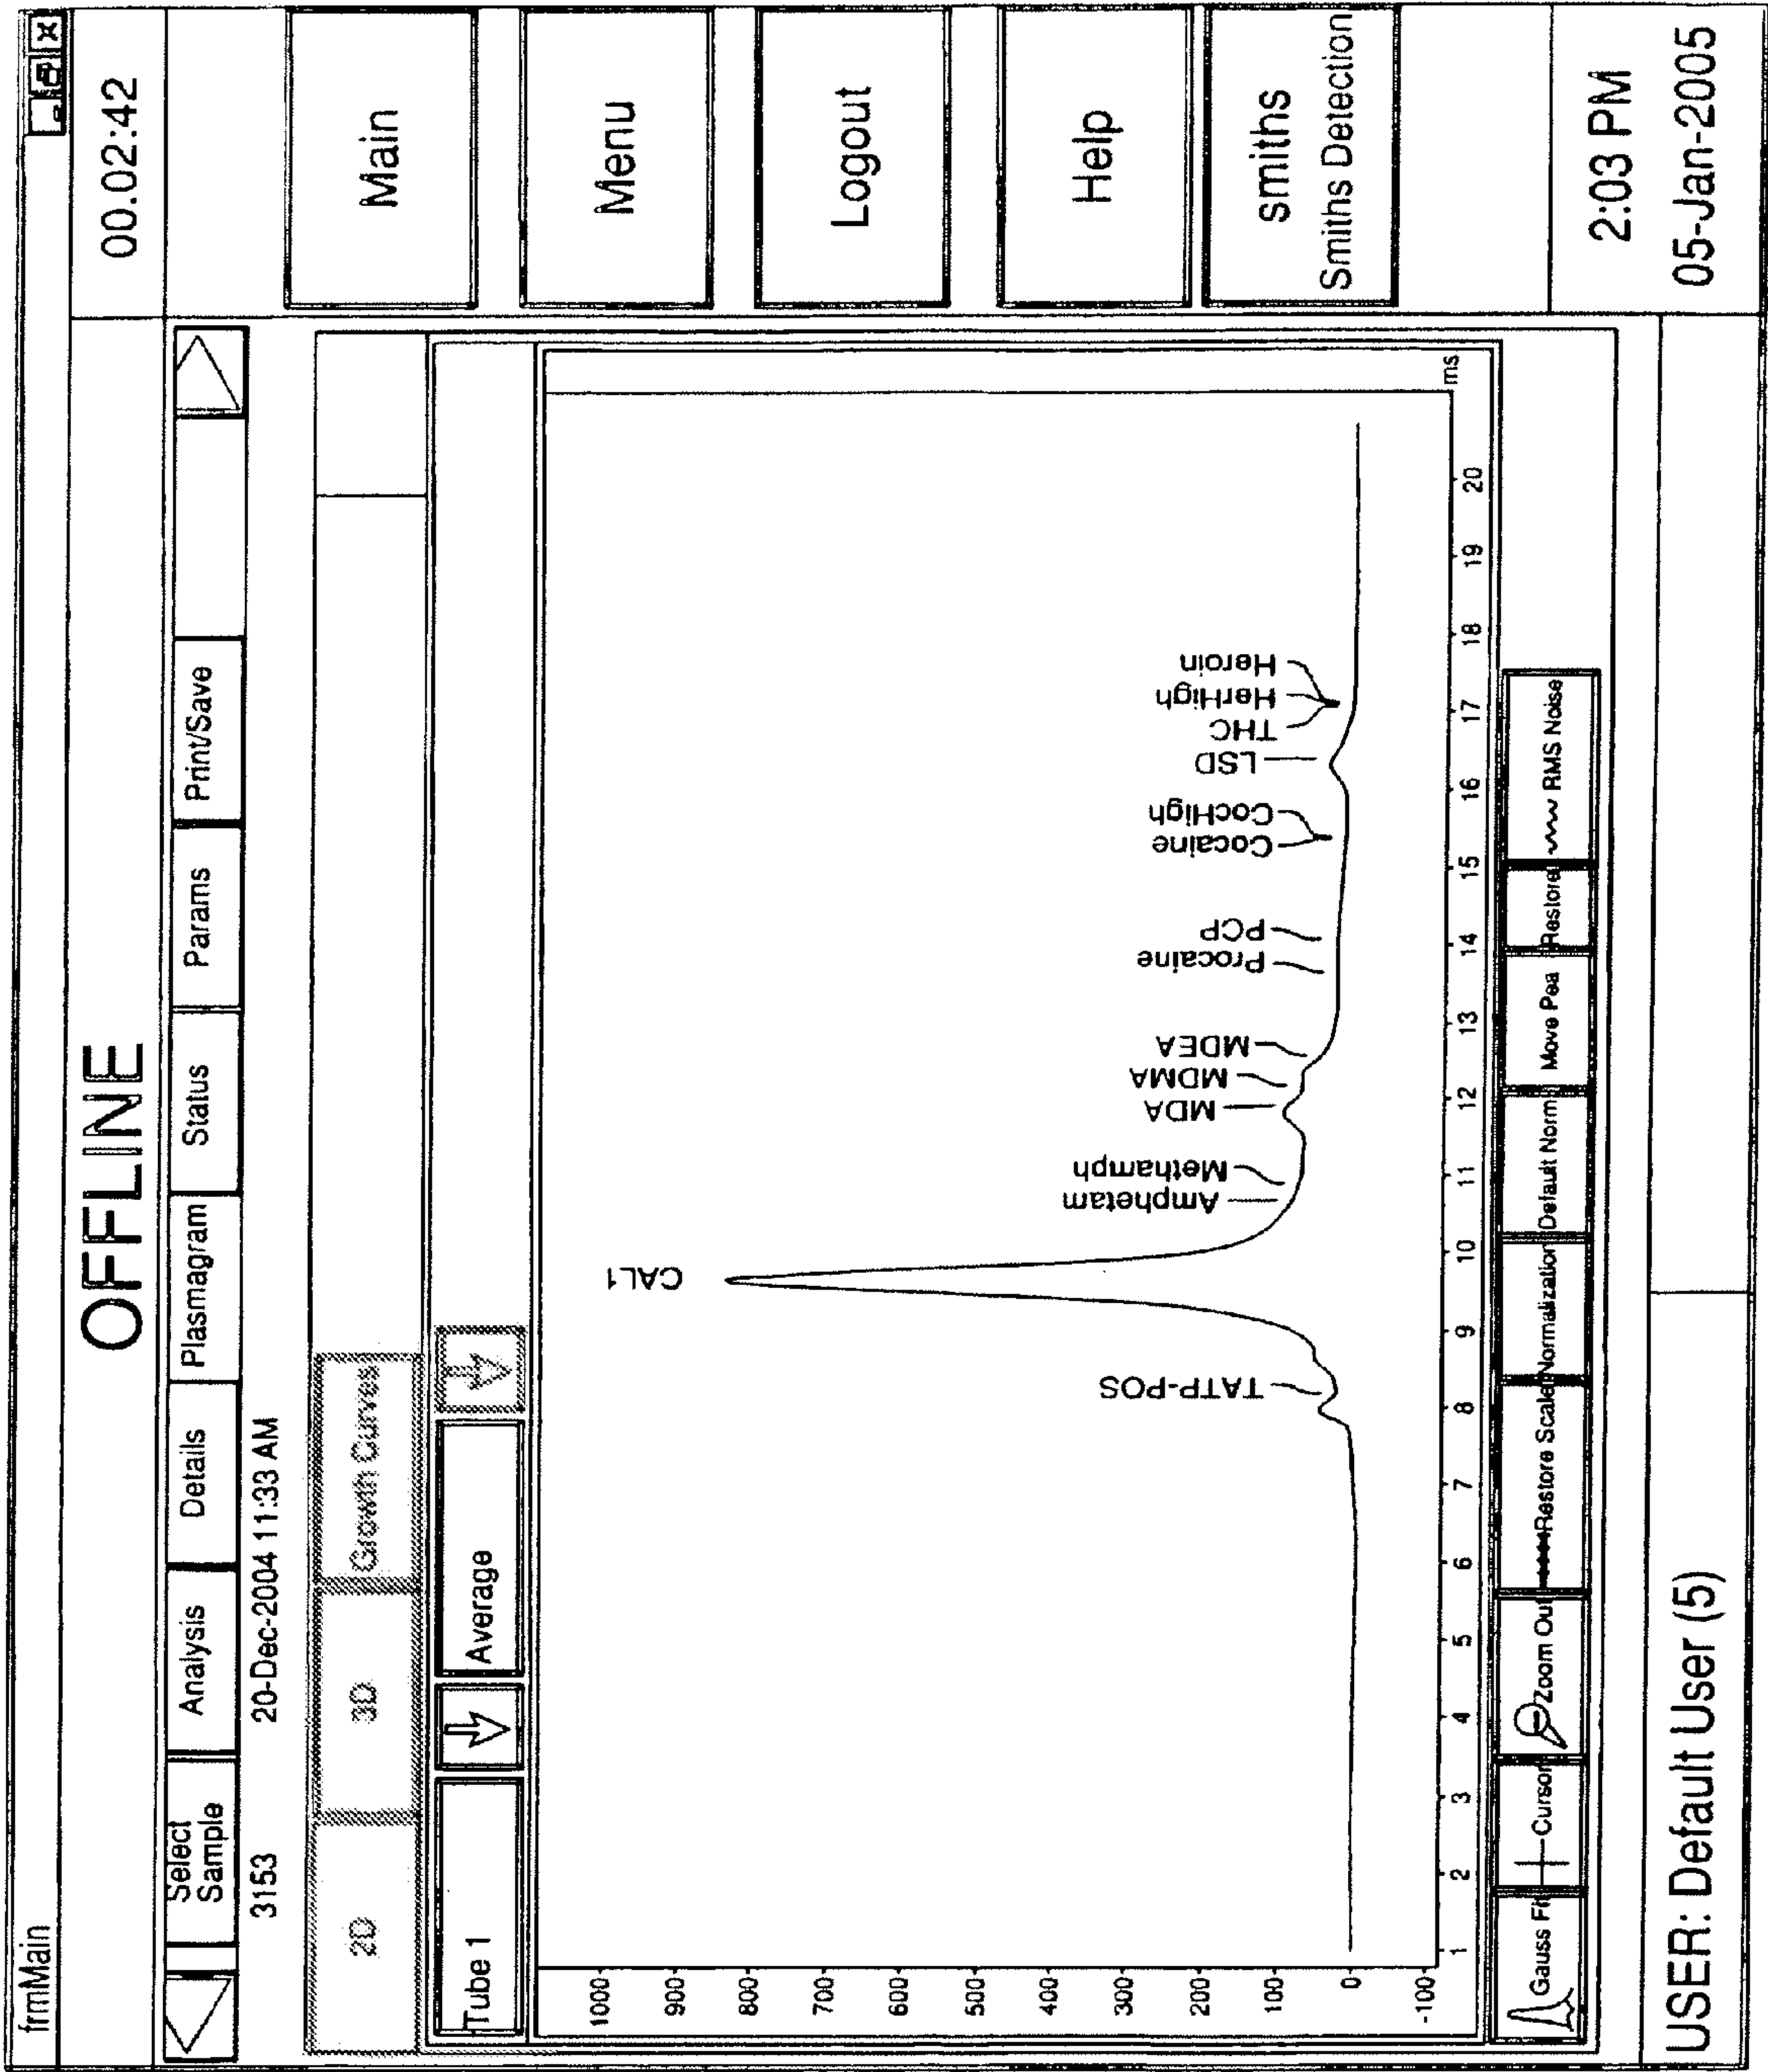 frmMain
OFFLINE
00.02:42
Select
Sample
Analysis
Details
Plasmagram
Status
Params
Print/Save
3153
20-Dec-2004 11:33 AM
2D
3D
Growth Curves
Tube 1
Average
1000
900
800
700
600
500
400
300
200
100
0
-100
CAL1
TATP-POS
Amphetam
Methamph
MDA
MDMA
MDEA
Procaine
PCP
Cocaine
CocHigh
LSD
THC
HerHigh
Heroin
1 2 3 4 5 6 7 8 9 10 11 12 13 14 15 16 17 18 19 20
ms
Gauss Fit
Cursor
Zoom Out
Restore Scale
Normalization
Default Norm
Move Pea
Restore
RMS Noise
Main
Menu
Logout
Help
smiths
Smiths Detection
USER: Default User (5)
2:03 PM
05-Jan-2005